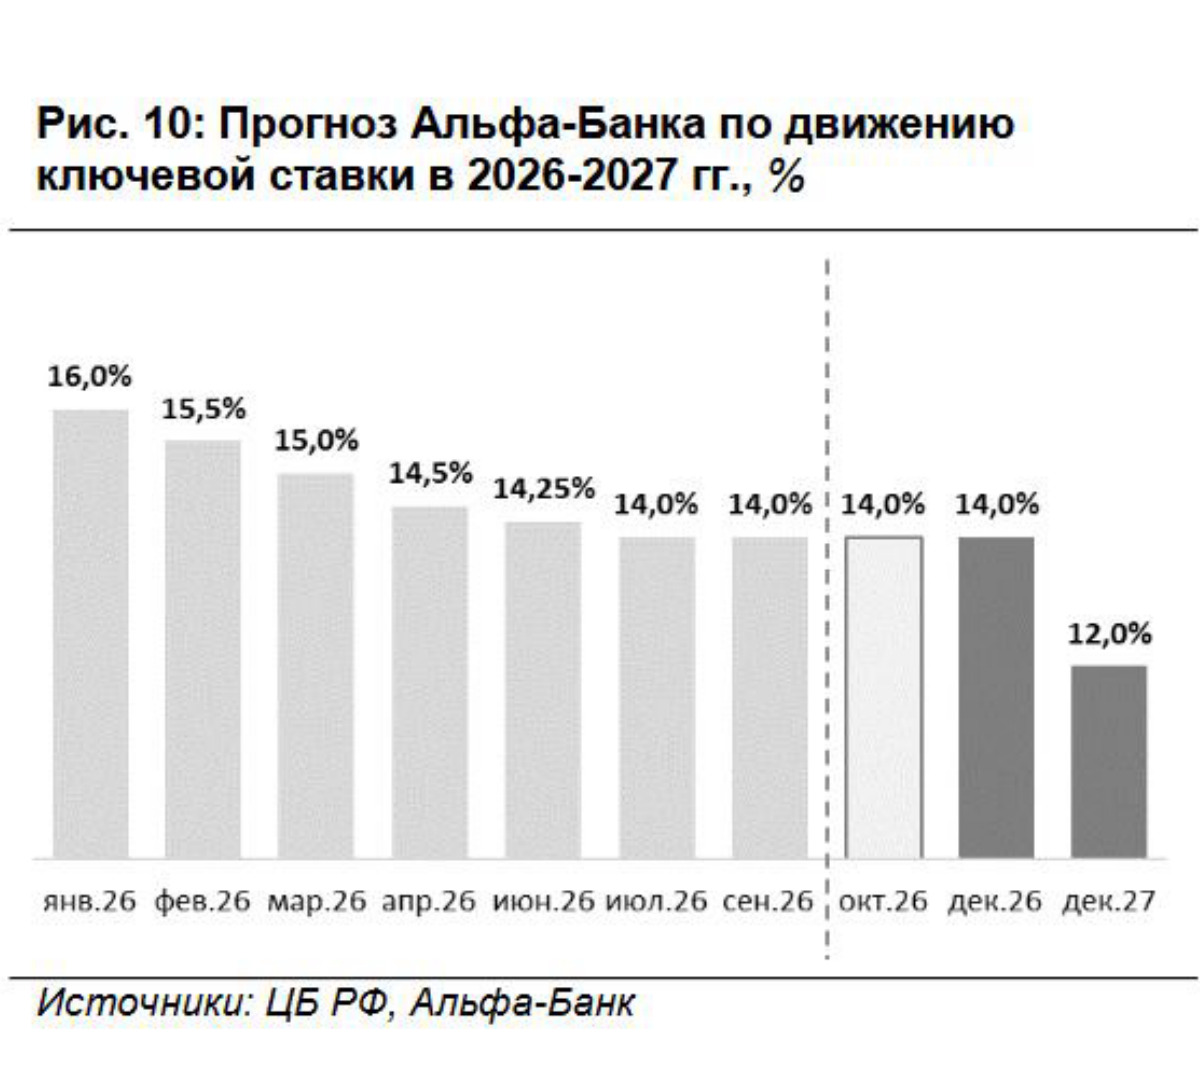 Рис. 10: Прогноз Альфа-Банка по движению
ключевой ставки в 2026-2027 гг., %
16,0%
15,5%
15,0%
14,5%
14,25%
14,0%
14,0%
14,0%
14,0%
12,0%
янв.26 фев.26 мар.26 апр.26 июн.26 июл.26 сен.26 окт.26 дек.26 дек.27
Источники: ЦБ РФ, Альфа-Банк